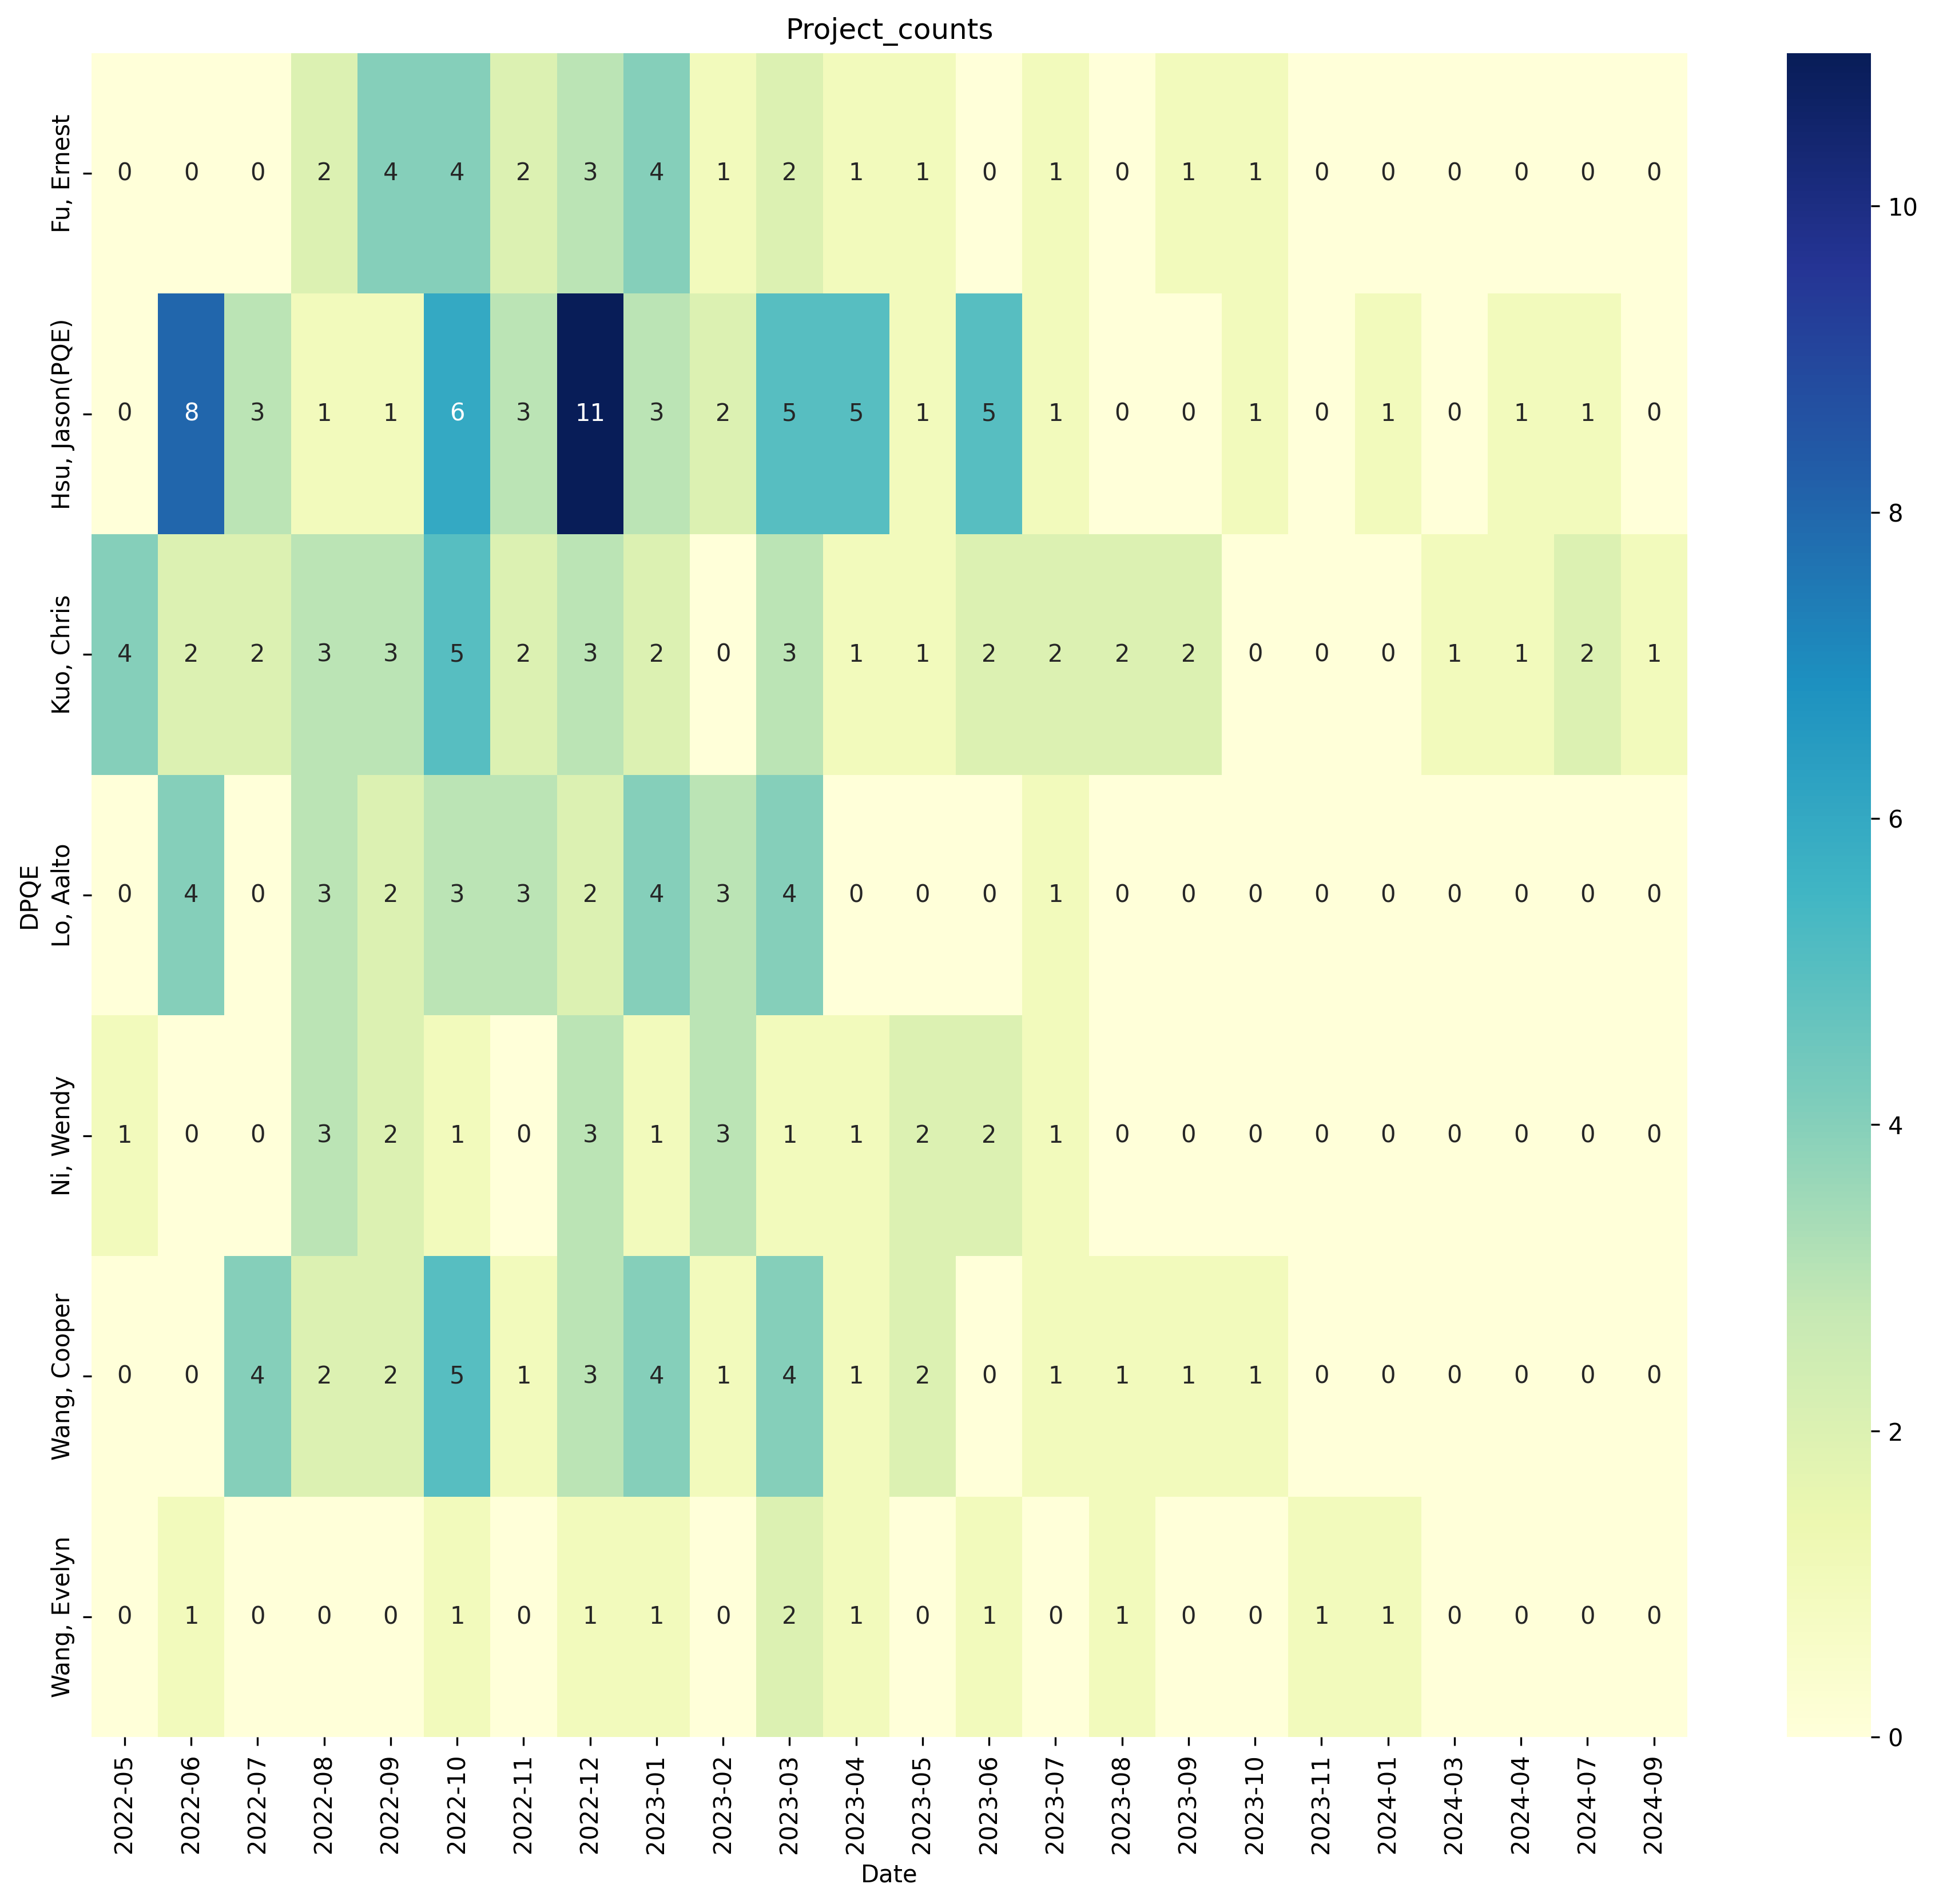 Project_counts
DPQE
Fu, Ernest
0 0 0 2 4 4 2 3 4 1 2 1 1 0 1 0 1 1 0 0 0 0 0 0
Hsu, Jason(PQE)
0 8 3 1 1 6 3 11 3 2 5 5 1 5 1 0 0 1 0 1 0 1 1 0
Kuo, Chris
4 2 2 3 3 5 2 3 2 0 3 1 1 2 2 2 2 0 0 0 1 1 2 1
Lo, Aalto
0 4 0 3 2 3 3 2 4 3 4 0 0 0 1 0 0 0 0 0 0 0 0 0
Ni, Wendy
1 0 0 3 2 1 0 3 1 3 1 1 2 2 1 0 0 0 0 0 0 0 0 0
Wang, Cooper
0 0 4 2 2 5 1 3 4 1 4 1 2 0 1 1 1 1 0 0 0 0 0 0
Wang, Evelyn
0 1 0 0 0 1 0 1 1 0 2 1 0 1 0 1 0 0 1 1 0 0 0 0
2022-05
2022-06
2022-07
2022-08
2022-09
2022-10
2022-11
2022-12
2023-01
2023-02
2023-03
2023-04
2023-05
2023-06
2023-07
2023-08
2023-09
2023-10
2023-11
2024-01
2024-03
2024-04
2024-07
2024-09
Date
10
8
6
4
2
0